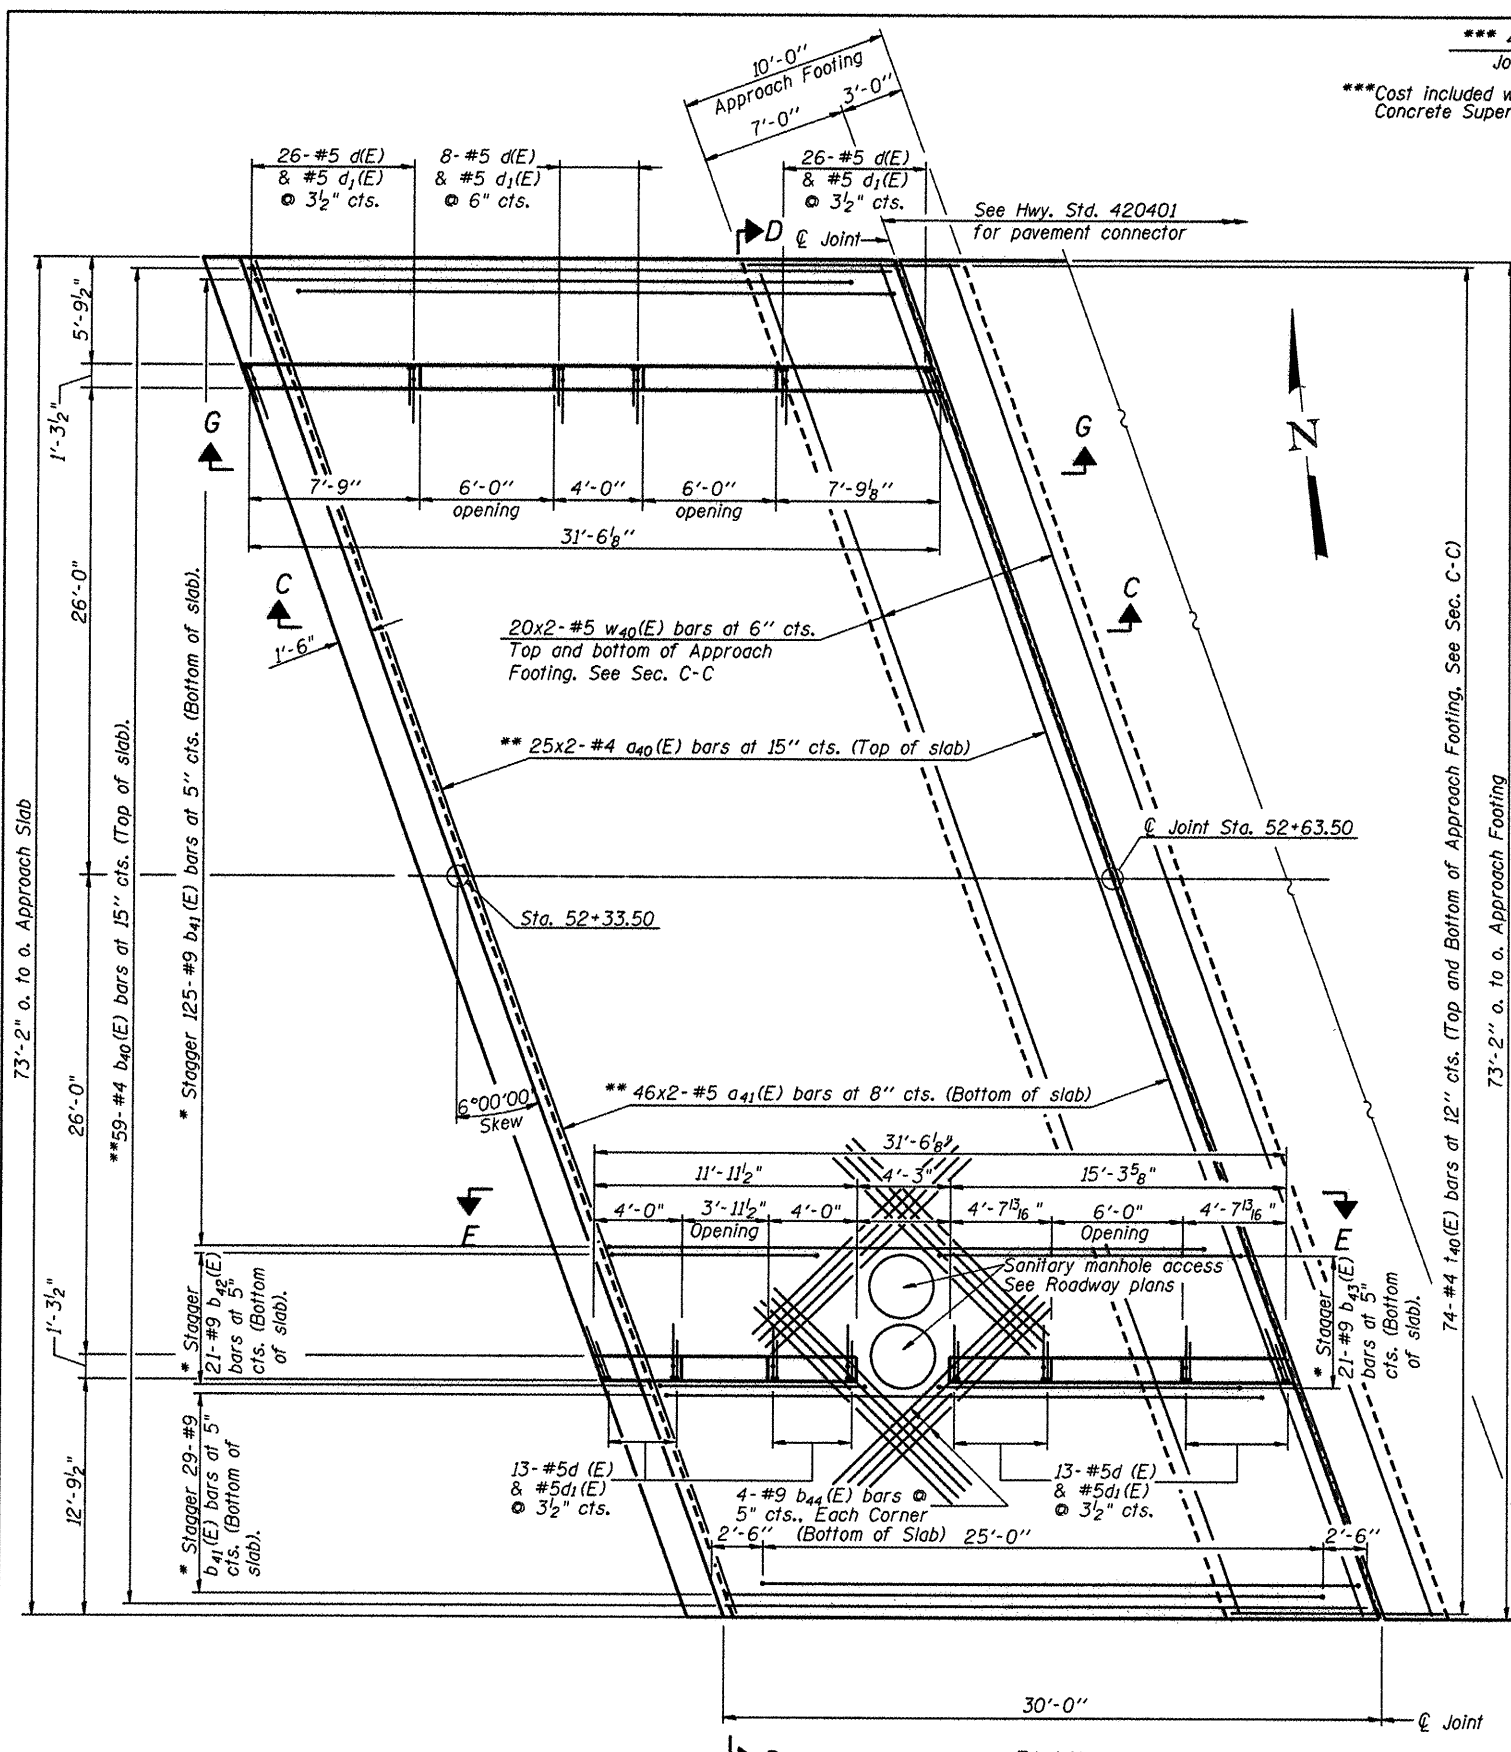 ***
Jo
***Cost included w
Concrete Super
10'-0"
Approach Footing
7'-0"
3'-0"
26-#5 d(E)
& #5 d₁(E)
@ 3½" cts.
8-#5 d(E)
& #5 d₁(E)
@ 6" cts.
26-#5 d(E)
& #5 d₁(E)
@ 3½" cts.
See Hwy. Std. 420401
for pavement connector
D
℄ Joint
5'-9½"
1'-3½"
G
G
N
7'-9"
6'-0"
opening
4'-0"
6'-0"
opening
7'-9⅛"
31'-6⅛"
C
C
1'-6"
26'-0"
20x2-#5 w₄₀(E) bars at 6" cts.
Top and bottom of Approach
Footing. See Sec. C-C
** 25x2-#4 a₄₀(E) bars at 15" cts. (Top of slab)
73'-2" o. to o. Approach Slab
**59-#4 b₄₀(E) bars at 15" cts. (Top of slab).
* Stagger 125-#9 b₄₁(E) bars at 5" cts. (Bottom of slab).
℄ Joint Sta. 52+63.50
Sta. 52+33.50
74-#4 t₄₀(E) bars at 12" cts. (Top and Bottom of Approach Footing. See Sec. C-C)
73'-2" o. to o. Approach Footing
26'-0"
6°00'00"
Skew
** 46x2-#5 a₄₁(E) bars at 8" cts. (Bottom of slab)
31'-6⅛"
11'-11½"
4'-3"
15'-3⅝"
4'-0"
3'-11½"
Opening
4'-0"
4'-7¹³⁄₁₆"
6'-0"
Opening
4'-7¹³⁄₁₆"
E
E
Sanitary manhole access
See Roadway plans
* Stagger
21-#9 b₄₂(E)
bars at 5"
cts. (Bottom
of slab).
* Stagger
21-#9 b₄₃(E)
bars at 5"
cts. (Bottom
of slab).
1'-3½"
12'-9½"
* Stagger 29-#9
b₄₁(E) bars at 5"
cts. (Bottom of
slab).
13-#5d (E)
& #5d₁(E)
@ 3½" cts.
4-#9 b₄₄(E) bars @
5" cts., Each Corner
(Bottom of Slab)
13-#5d (E)
& #5d₁(E)
@ 3½" cts.
2'-6"
25'-0"
2'-6"
30'-0"
℄ Joint